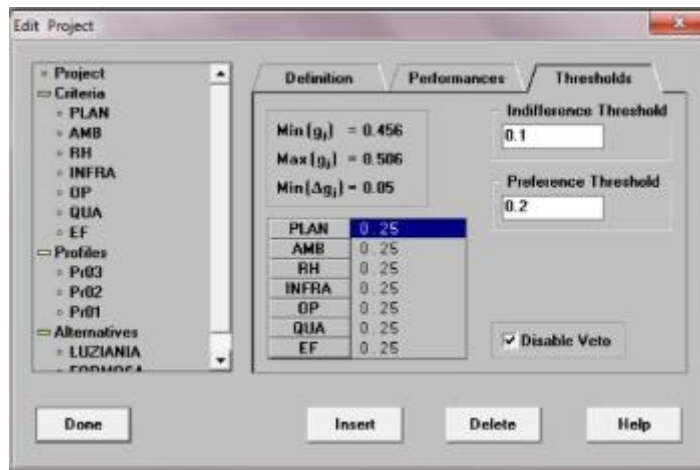 Edit Project
Project
Criteria
PLAN
AMB
RH
INFRA
OP
QUA
EF
Profiles
Pr03
Pr02
Pr01
Alternatives
LUZIANIA
FORMOSA
Definition
Performances
Thresholds
Min(gj) = 0.456
Max(gj) = 0.506
Min(Δgj) = 0.05
Indifference Threshold
0.1
Preference Threshold
0.2
PLAN 0.25
AMB 0.25
RH 0.25
INFRA 0.25
OP 0.25
QUA 0.25
EF 0.25
Disable Veto
Done
Insert
Delete
Help